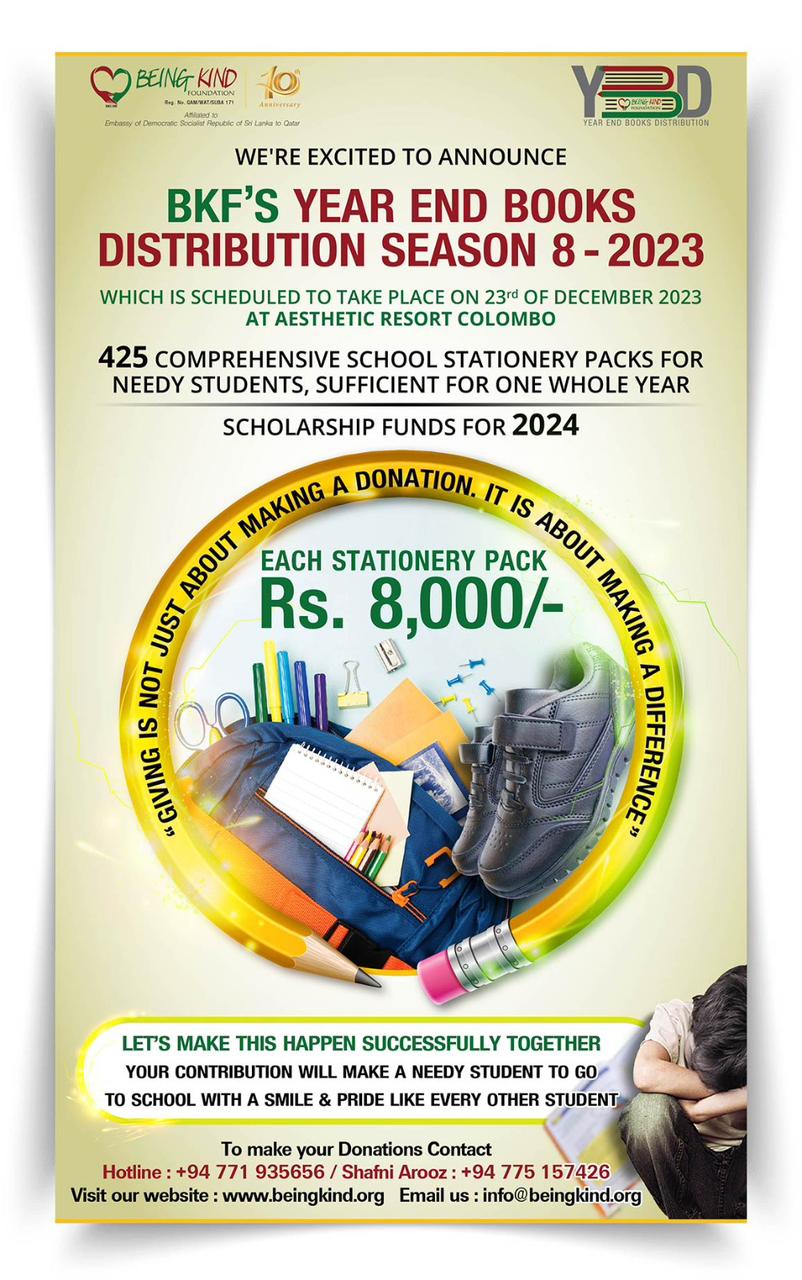 BEING KIND
FOUNDATION
Reg. No. GAM/WAT/SUBA 171
10th
Anniversary
Affiliated to
Embassy of Democratic Socialist Republic of Sri Lanka to Qatar
YBD
BEING KIND
FOUNDATION
YEAR END BOOKS DISTRIBUTION
WE'RE EXCITED TO ANNOUNCE
BKF'S YEAR END BOOKS
DISTRIBUTION SEASON 8 - 2023
WHICH IS SCHEDULED TO TAKE PLACE ON 23rd OF DECEMBER 2023
AT AESTHETIC RESORT COLOMBO
425 COMPREHENSIVE SCHOOL STATIONERY PACKS FOR
NEEDY STUDENTS, SUFFICIENT FOR ONE WHOLE YEAR
SCHOLARSHIP FUNDS FOR 2024
“GIVING IS NOT JUST ABOUT MAKING A DONATION. IT IS ABOUT MAKING A DIFFERENCE”
EACH STATIONERY PACK
Rs. 8,000/-
LET'S MAKE THIS HAPPEN SUCCESSFULLY TOGETHER
YOUR CONTRIBUTION WILL MAKE A NEEDY STUDENT TO GO
TO SCHOOL WITH A SMILE & PRIDE LIKE EVERY OTHER STUDENT
To make your Donations Contact
Hotline : +94 771 935656 / Shafni Arooz : +94 775 157426
Visit our website : www.beingkind.org Email us : info@beingkind.org